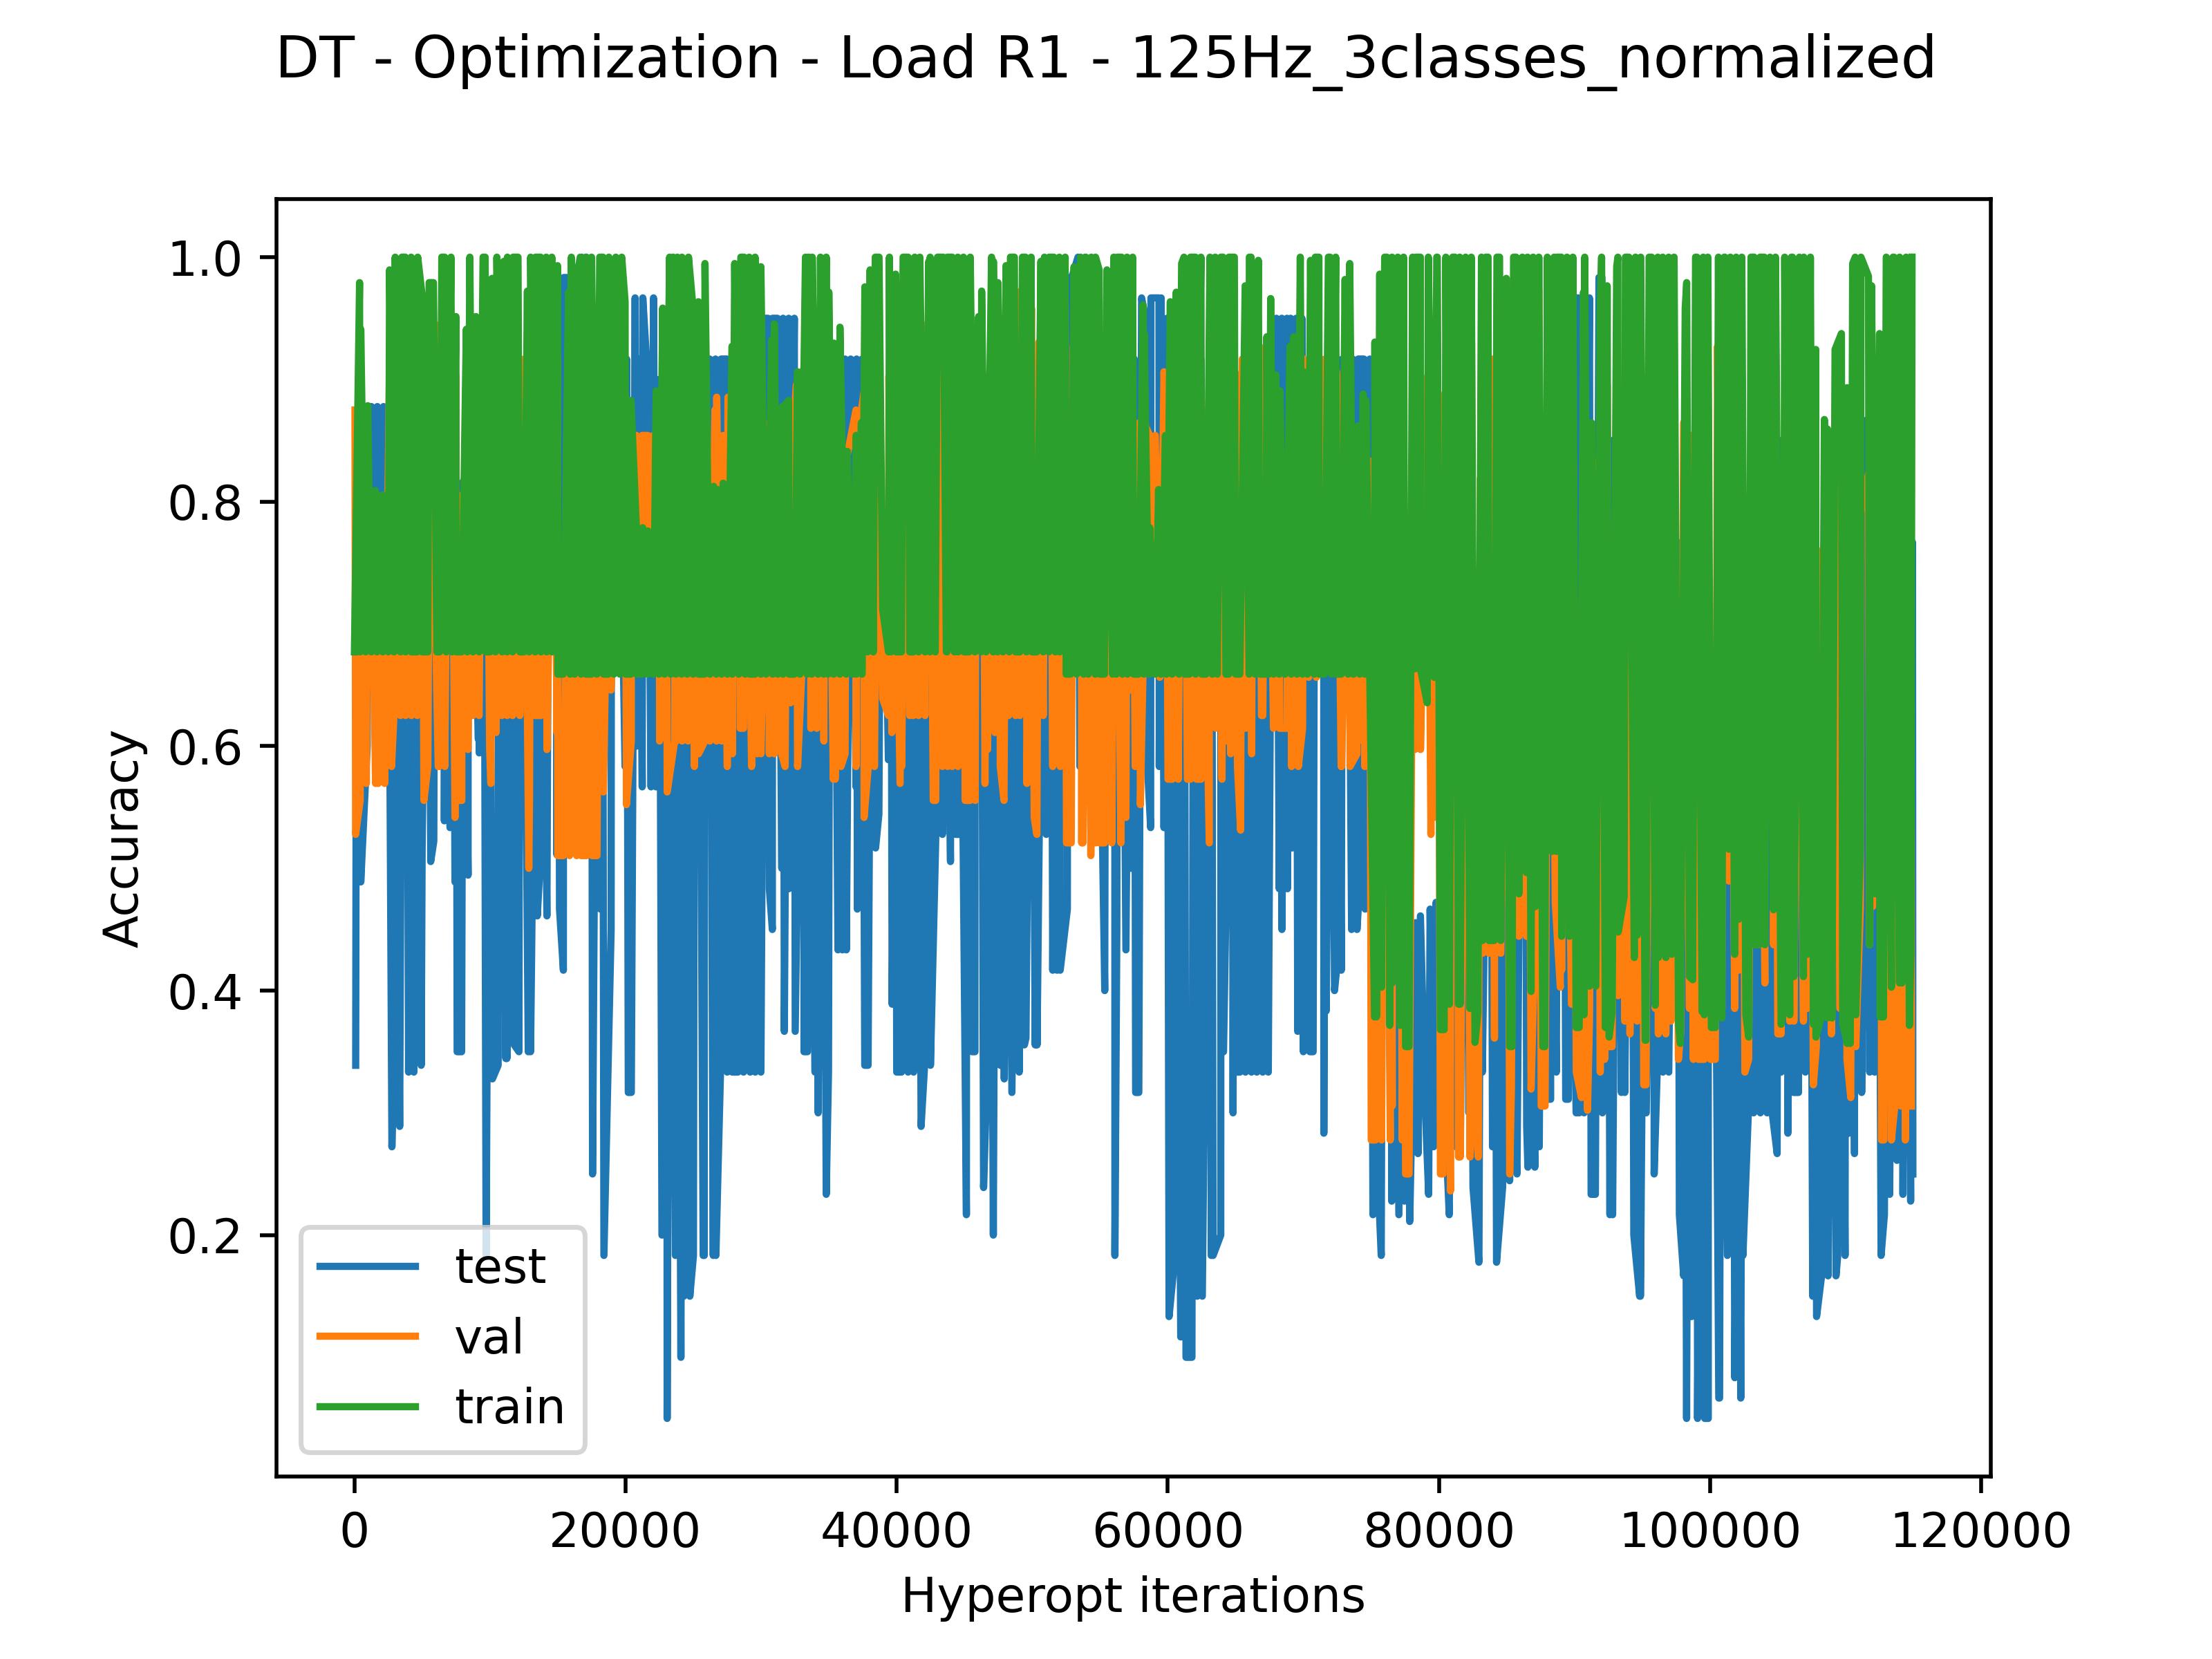 DT - Optimization - Load R1 - 125Hz_3classes_normalized
1.0
0.8
0.6
0.4
0.2
Accuracy
test
val
train
0 20000 40000 60000 80000 100000 120000
Hyperopt iterations